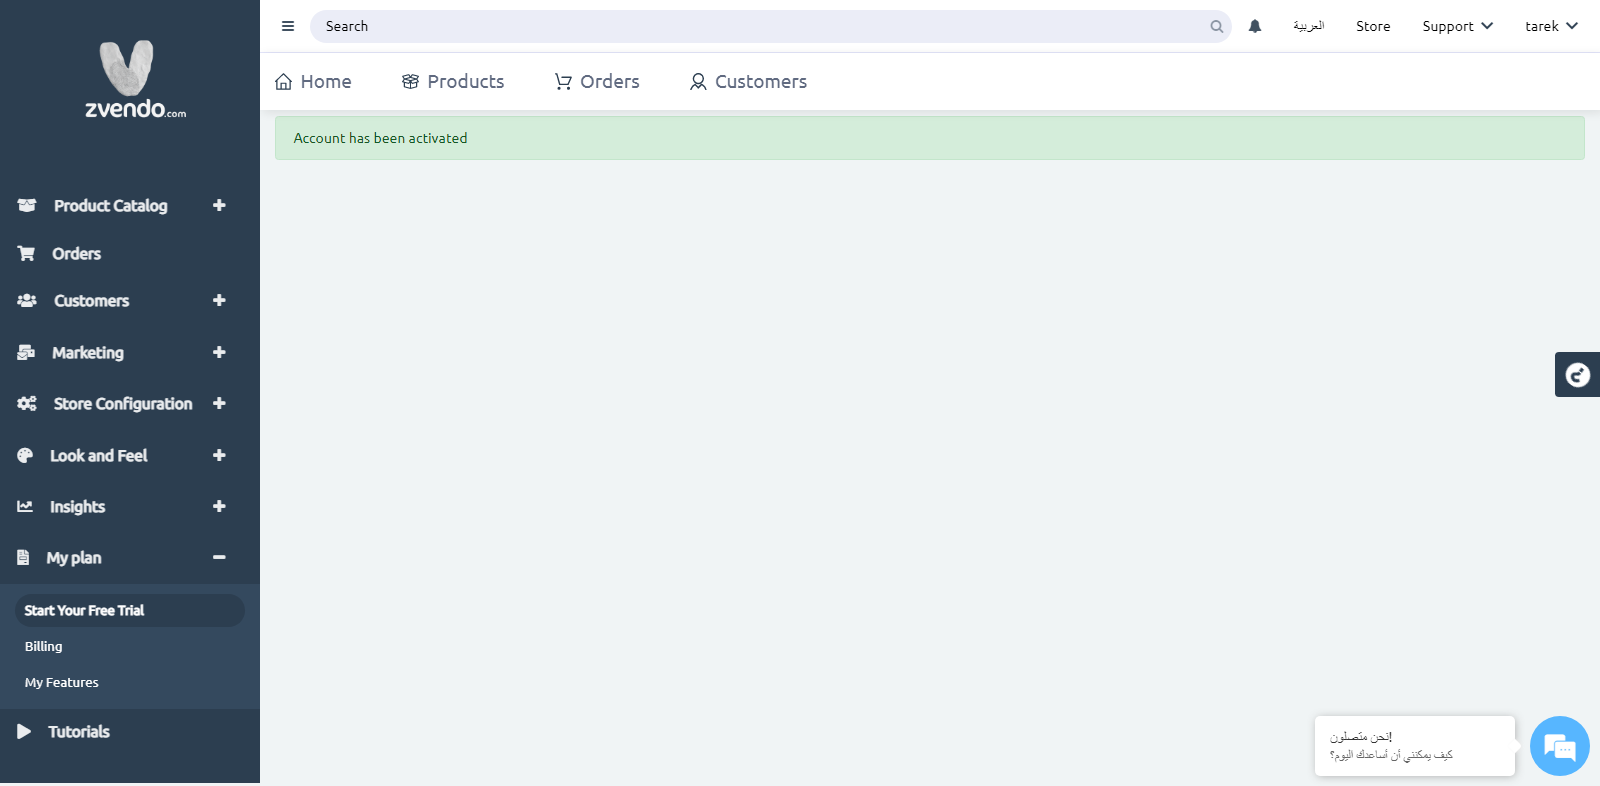 zvendo.com
Product Catalog
Orders
Customers
Marketing
Store Configuration
Look and Feel
Insights
My plan
Start Your Free Trial
Billing
My Features
Tutorials
Search
العربية
Store
Support
tarek
Home
Products
Orders
Customers
Account has been activated
نحن متصلون!
كيف يمكنني أن أساعدك اليوم؟